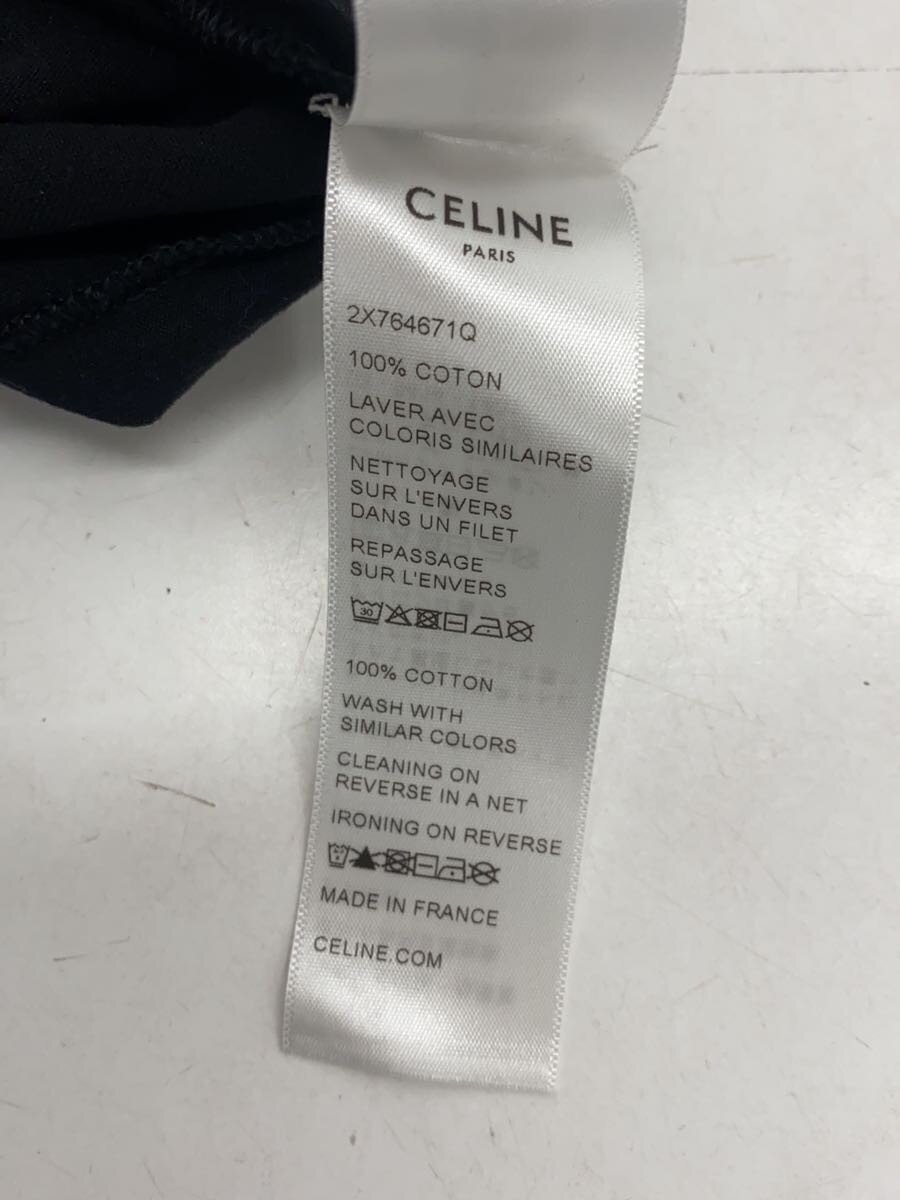 CELINE
PARIS
2X764671Q
100% COTON
LAVER AVEC
COLORIS SIMILAIRES
NETTOYAGE
SUR L'ENVERS
DANS UN FILET
REPASSAGE
SUR L'ENVERS
30
100% COTTON
WASH WITH
SIMILAR COLORS
CLEANING ON
REVERSE IN A NET
IRONING ON REVERSE
MADE IN FRANCE
CELINE.COM